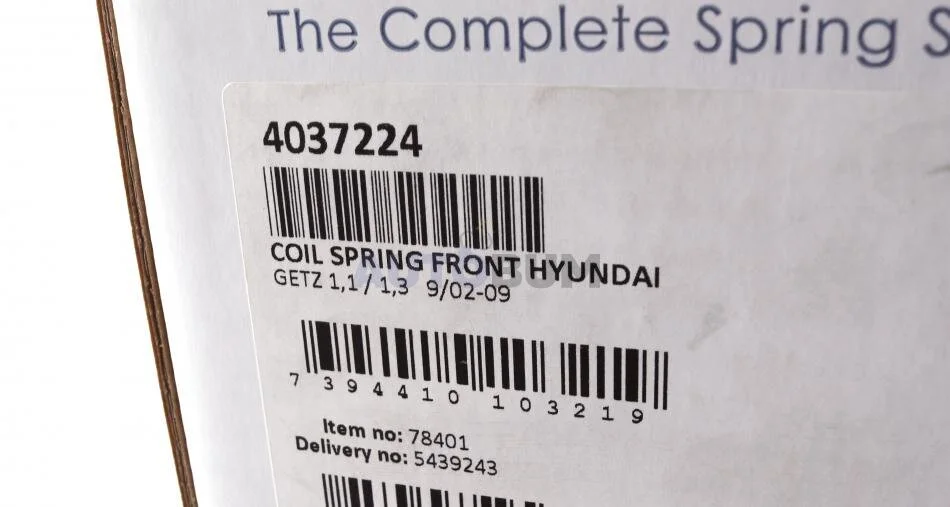 The Complete Spring S
4037224
COIL SPRING FRONT HYUNDAI
GETZ 1,1 / 1,3 9/02-09
AUTOBUM
7 394410 103219
Item no: 78401
Delivery no: 5439243